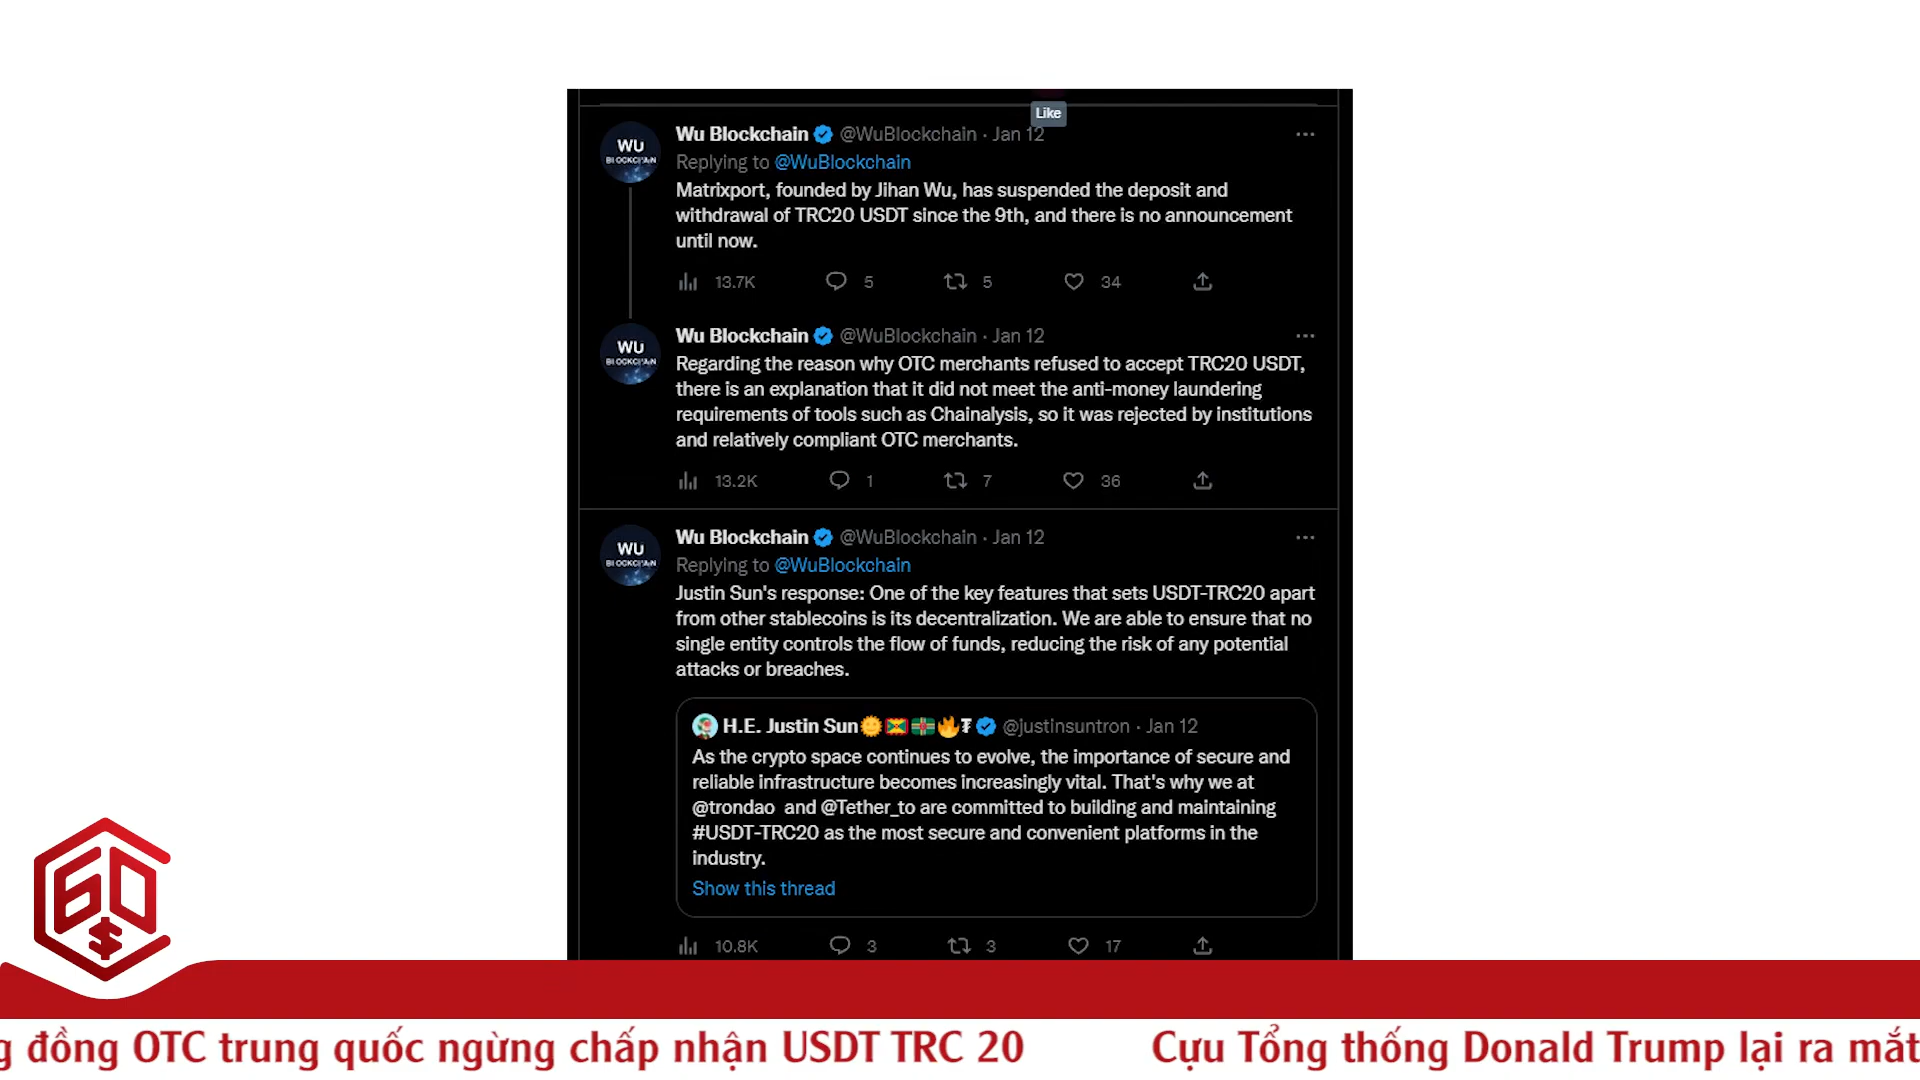 Like
WU
BLOCKCHAIN
Wu Blockchain @WuBlockchain · Jan 12
Replying to @WuBlockchain
Matrixport, founded by Jihan Wu, has suspended the deposit and
withdrawal of TRC20 USDT since the 9th, and there is no announcement
until now.
13.7K 5 5 34
WU
BLOCKCHAIN
Wu Blockchain @WuBlockchain · Jan 12
Regarding the reason why OTC merchants refused to accept TRC20 USDT,
there is an explanation that it did not meet the anti-money laundering
requirements of tools such as Chainalysis, so it was rejected by institutions
and relatively compliant OTC merchants.
13.2K 1 7 36
WU
BLOCKCHAIN
Wu Blockchain @WuBlockchain · Jan 12
Replying to @WuBlockchain
Justin Sun's response: One of the key features that sets USDT-TRC20 apart
from other stablecoins is its decentralization. We are able to ensure that no
single entity controls the flow of funds, reducing the risk of any potential
attacks or breaches.
H.E. Justin Sun🌞🇬🇩🇩🇲🔥₮ @justinsuntron · Jan 12
As the crypto space continues to evolve, the importance of secure and
reliable infrastructure becomes increasingly vital. That's why we at
@trondao and @Tether_to are committed to building and maintaining
#USDT-TRC20 as the most secure and convenient platforms in the
industry.
Show this thread
10.8K 3 3 17
60
$
g đồng OTC trung quốc ngừng chấp nhận USDT TRC 20 Cựu Tổng thống Donald Trump lại ra mắt